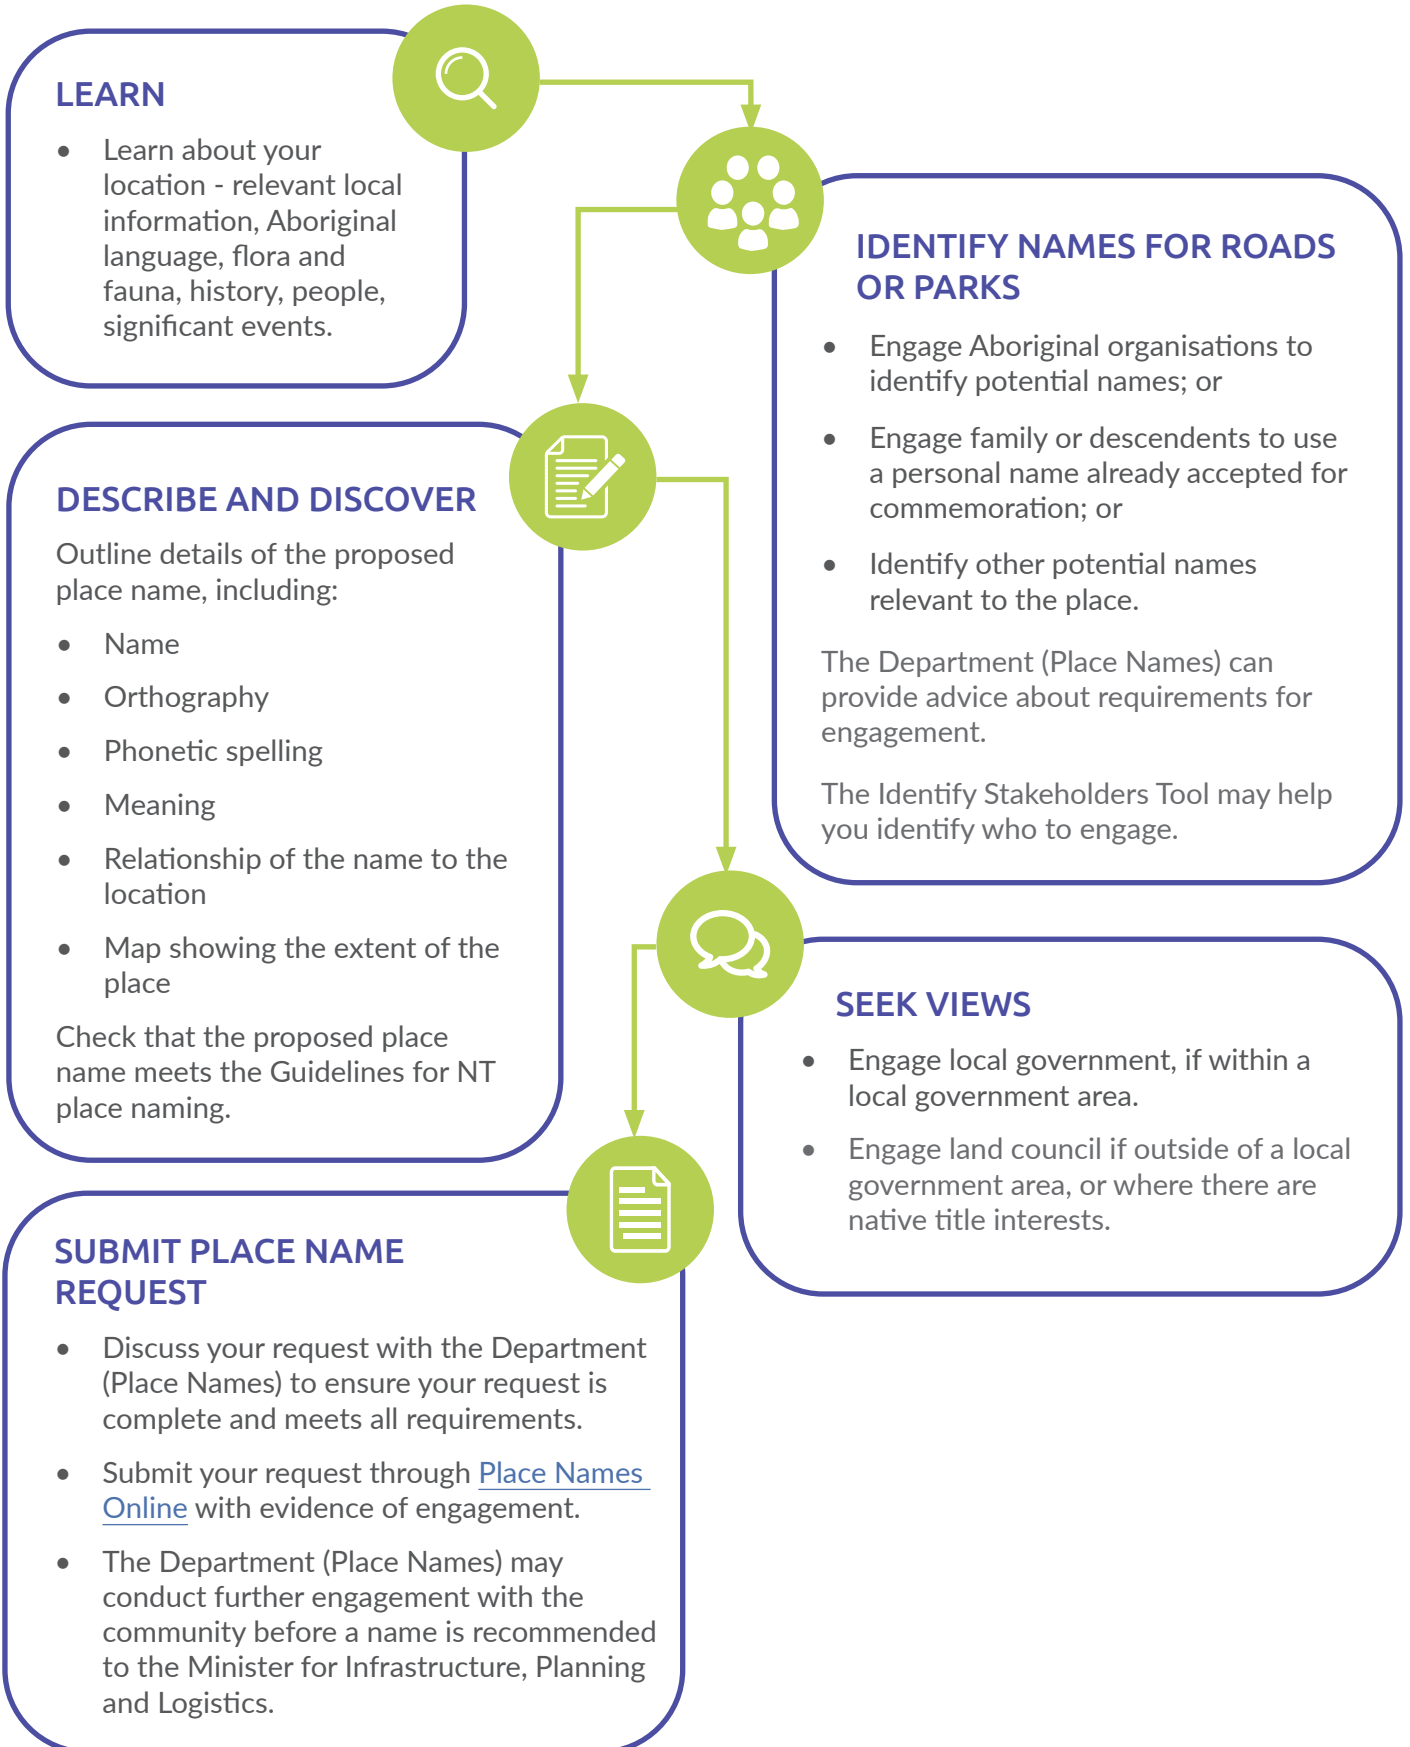 LEARN
• Learn about your
location - relevant local
information, Aboriginal
language, flora and
fauna, history, people,
significant events.
IDENTIFY NAMES FOR ROADS
OR PARKS
• Engage Aboriginal organisations to
identify potential names; or
• Engage family or descendents to use
a personal name already accepted for
commemoration; or
• Identify other potential names
relevant to the place.
The Department (Place Names) can
provide advice about requirements for
engagement.
The Identify Stakeholders Tool may help
you identify who to engage.
DESCRIBE AND DISCOVER
Outline details of the proposed
place name, including:
• Name
• Orthography
• Phonetic spelling
• Meaning
• Relationship of the name to the
location
• Map showing the extent of the
place
Check that the proposed place
name meets the Guidelines for NT
place naming.
SEEK VIEWS
• Engage local government, if within a
local government area.
• Engage land council if outside of a local
government area, or where there are
native title interests.
SUBMIT PLACE NAME
REQUEST
• Discuss your request with the Department
(Place Names) to ensure your request is
complete and meets all requirements.
• Submit your request through Place Names
Online with evidence of engagement.
• The Department (Place Names) may
conduct further engagement with the
community before a name is recommended
to the Minister for Infrastructure, Planning
and Logistics.